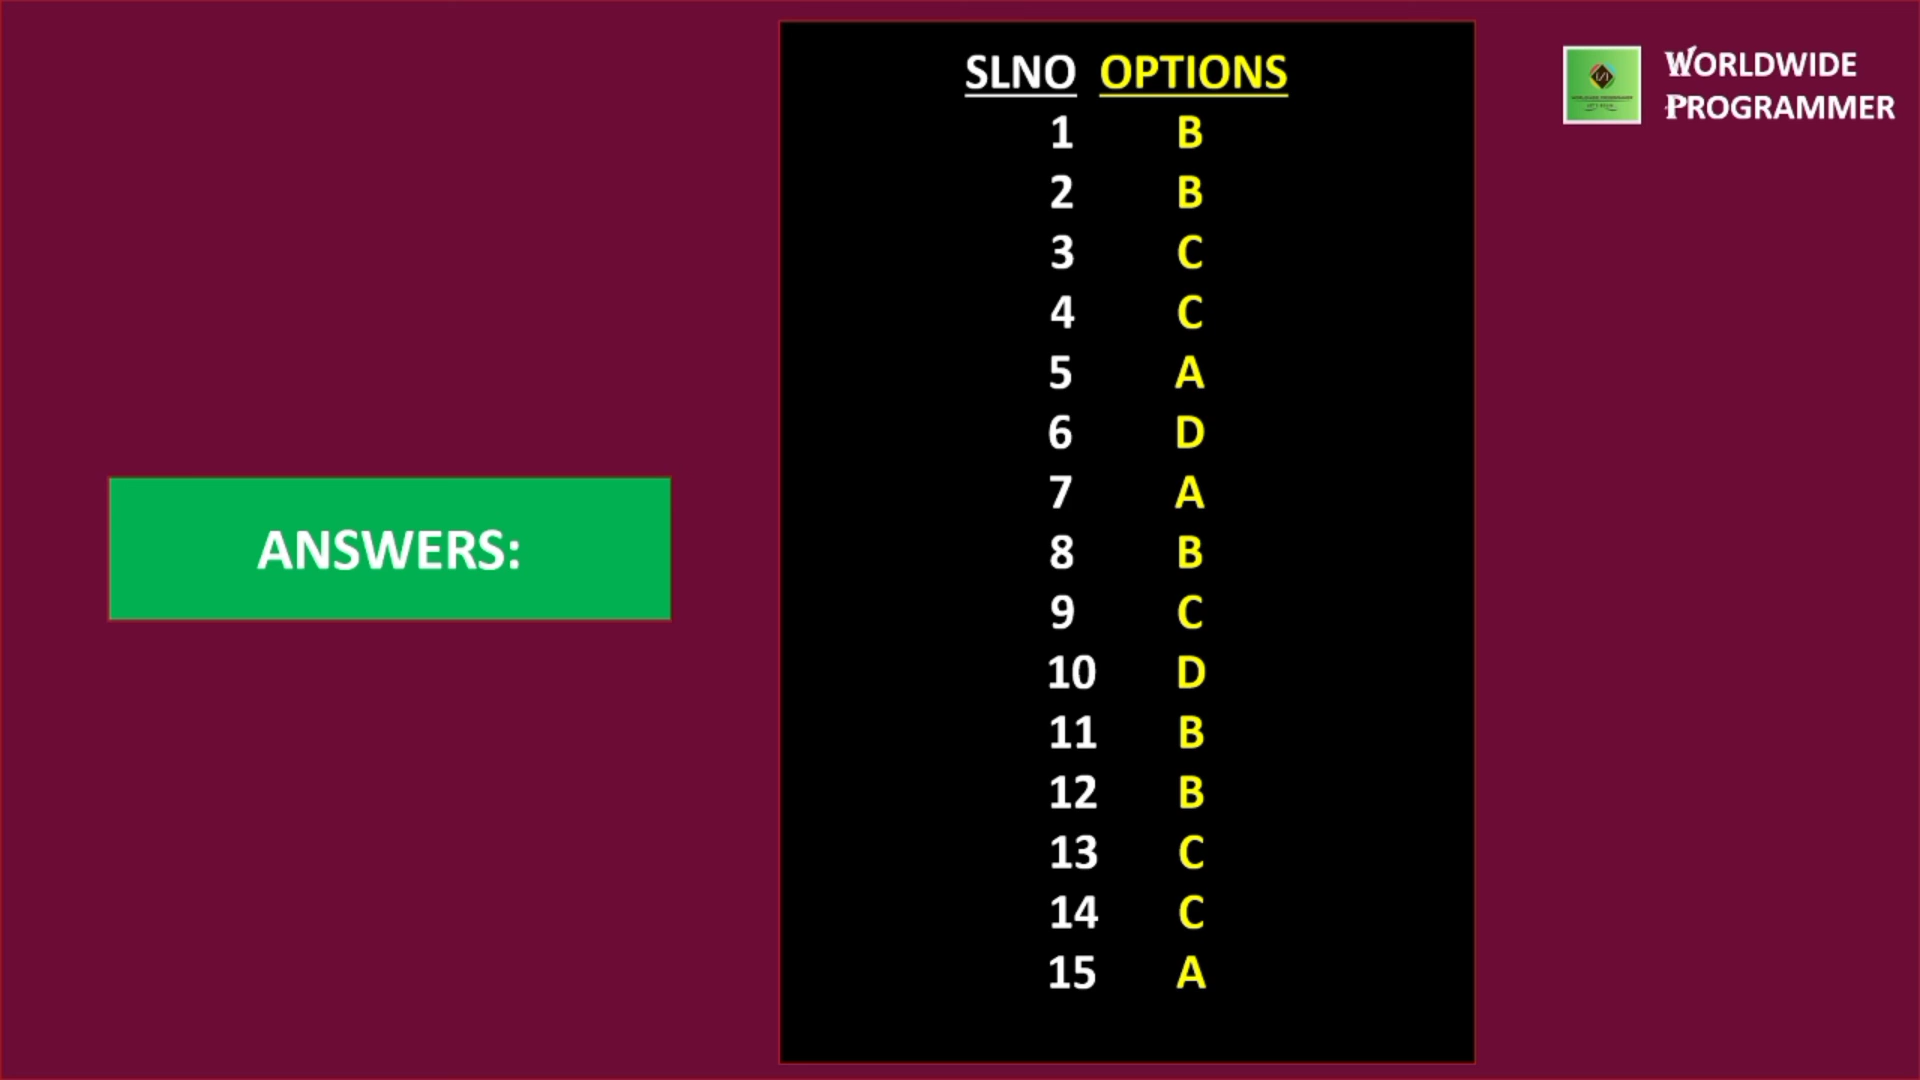 ANSWERS:
SLNO OPTIONS
1 B
2 B
3 C
4 C
5 A
6 D
7 A
8 B
9 C
10 D
11 B
12 B
13 C
14 C
15 A
WORLDWIDE
PROGRAMMER